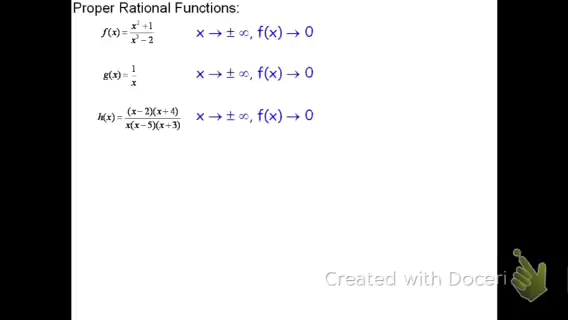 Proper Rational Functions:
f(x) = (x² + 1)/(x³ − 2) x → ± ∞, f(x) → 0
g(x) = 1/x x → ± ∞, f(x) → 0
h(x) = (x − 2)(x + 4)/(x(x − 5)(x + 3)) x → ± ∞, f(x) → 0
Created with Doceri